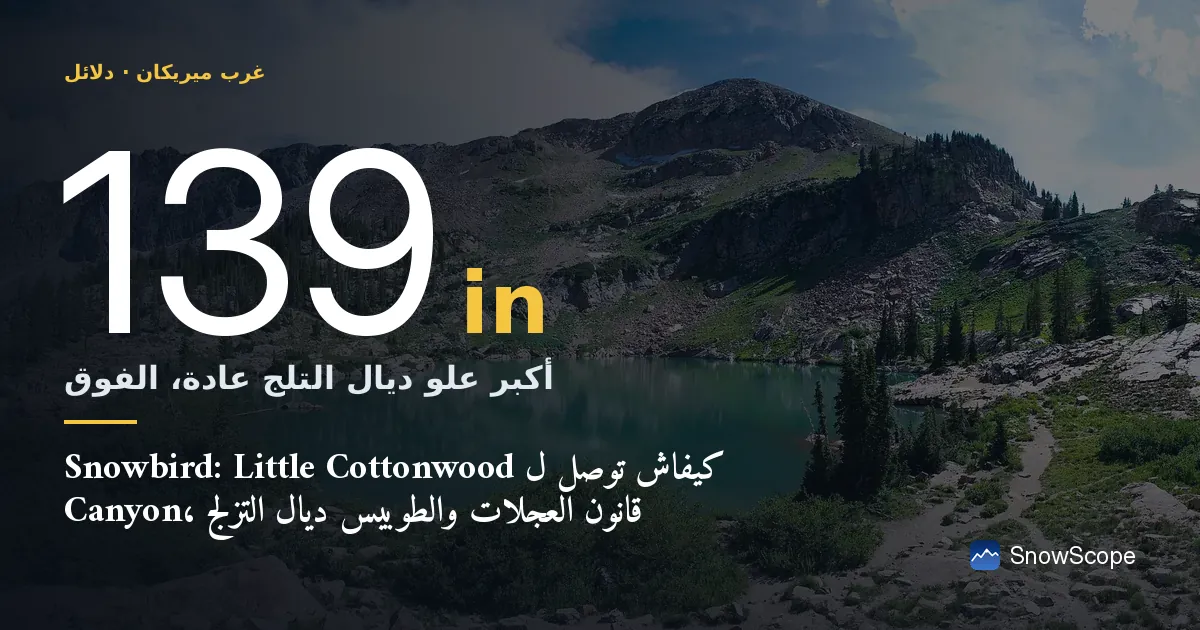 غرب ميريكان · دلائل
139 in
أكبر علو ديال التلج عادة، الفوق
كيفاش توصل ل Snowbird: Little Cottonwood
Canyon، قانون العجلات والطوبيس ديال التزلج
SnowScope